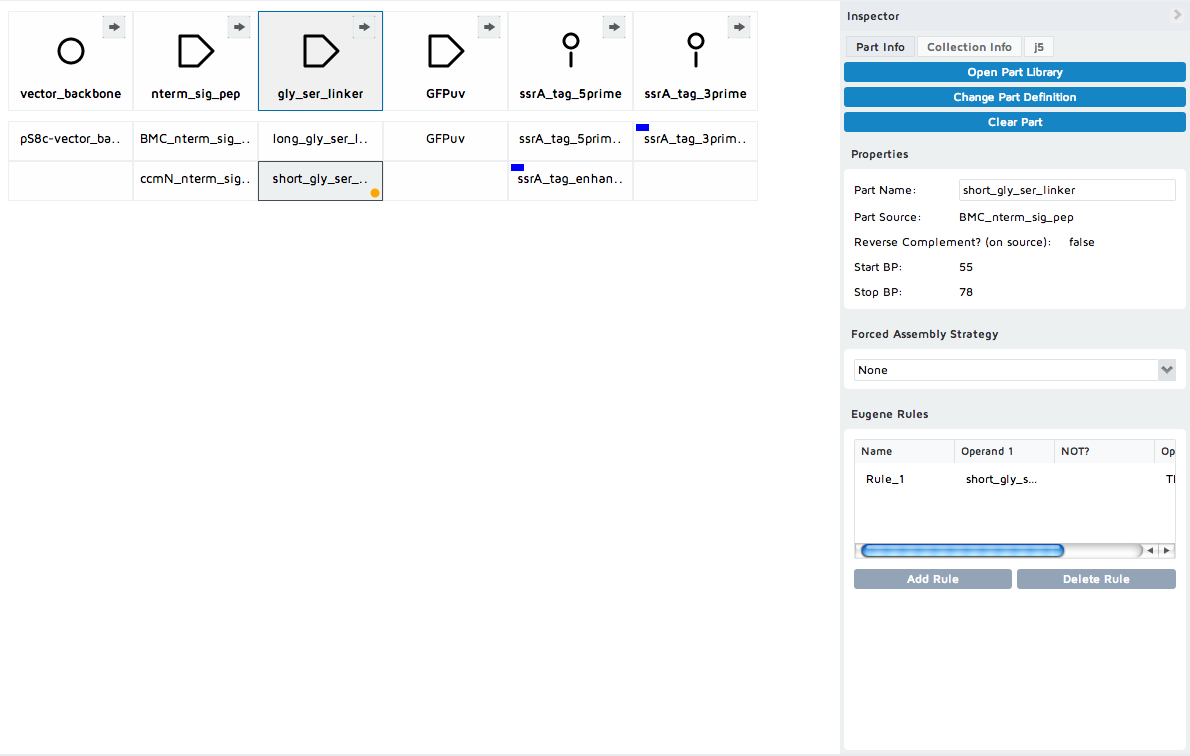 vector_backbone nterm_sig_pep gly_ser_linker GFPuv ssrA_tag_5prime ssrA_tag_3prime
pS8c-vector_ba.. BMC_nterm_sig_.. long_gly_ser_l.. GFPuv ssrA_tag_5prim.. ssrA_tag_3prim..
ccmN_nterm_sig.. short_gly_ser_.. ssrA_tag_enhan..
Inspector
Part Info Collection Info j5
Open Part Library
Change Part Definition
Clear Part
Properties
Part Name: short_gly_ser_linker
Part Source: BMC_nterm_sig_pep
Reverse Complement? (on source): false
Start BP: 55
Stop BP: 78
Forced Assembly Strategy
None
Eugene Rules
Name Operand 1 NOT? Op
Rule_1 short_gly_s...
Add Rule Delete Rule